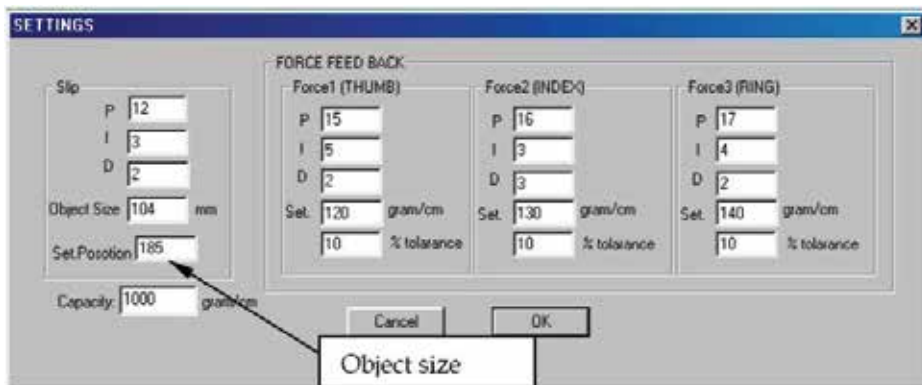 SETTINGS
Slip
P 12
I 3
D 2
Object Size 104 mm
Set.Posotion 185
Capacity: 1000 gram/cm
FORCE FEED BACK
Force1 (THUMB)
P 15
I 5
D 2
Set. 120 gram/cm
10 % tolarance
Force2 (INDEX)
P 16
I 3
D 3
Set. 130 gram/cm
10 % tolarance
Force3 (RING)
P 17
I 4
D 2
Set. 140 gram/cm
10 % tolarance
Cancel
OK
Object size